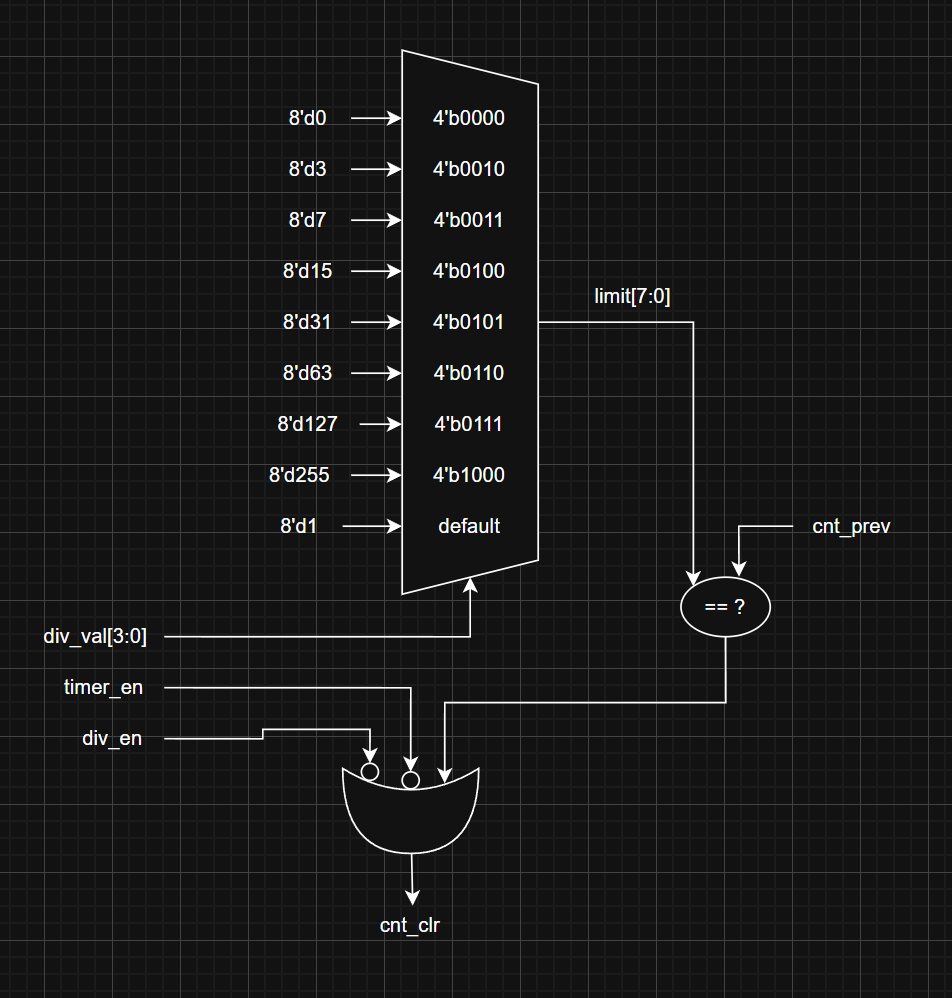 8'd0 4'b0000
8'd3 4'b0010
8'd7 4'b0011
8'd15 4'b0100
limit[7:0]
8'd31 4'b0101
8'd63 4'b0110
8'd127 4'b0111
8'd255 4'b1000
8'd1 default
cnt_prev
== ?
div_val[3:0]
timer_en
div_en
cnt_clr